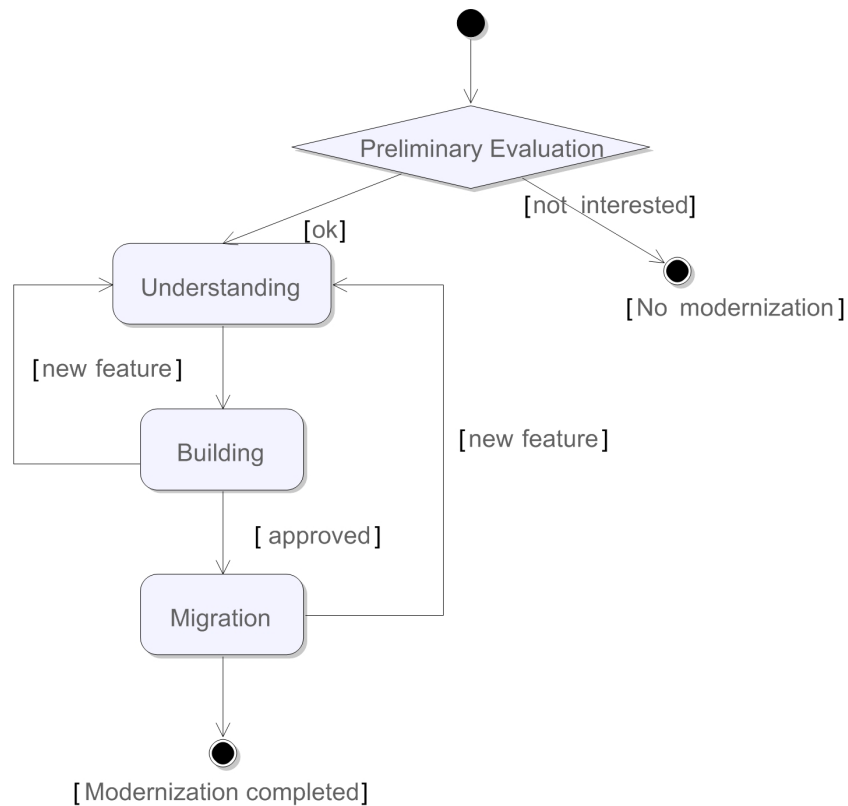 Preliminary Evaluation
[not interested]
[ok]
Understanding
[No modernization]
[new feature]
[new feature]
Building
[approved]
Migration
[Modernization completed]